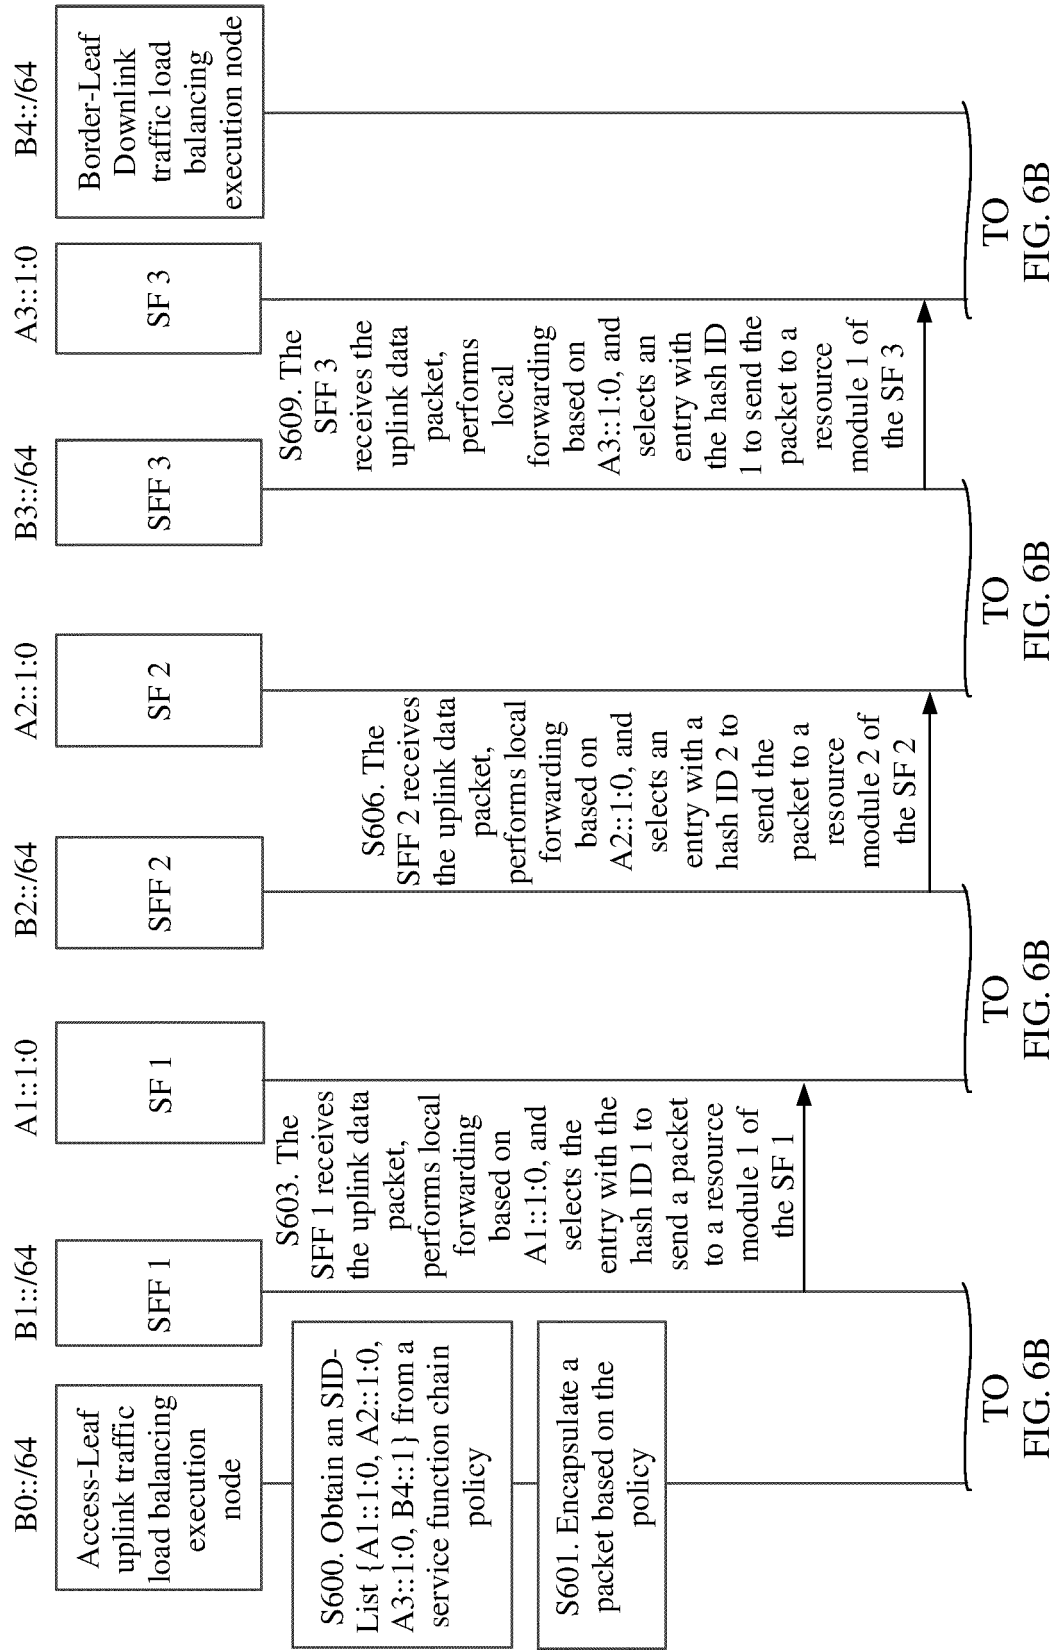 B0::/64
Access-Leaf
uplink traffic
load balancing
execution
node
B1::/64
SFF 1
A1::1:0
SF 1
B2::/64
SFF 2
A2::1:0
SF 2
B3::/64
SFF 3
A3::1:0
SF 3
B4::/64
Border-Leaf
Downlink
traffic load
balancing
execution node
S600. Obtain an SID-
List {A1::1:0, A2::1:0,
A3::1:0, B4::1} from a
service function chain
policy
S601. Encapsulate a
packet based on the
policy
S603. The
SFF 1 receives
the uplink data
packet,
performs local
forwarding
based on
A1::1:0, and
selects the
entry with the
hash ID 1 to
send a packet
to a resource
module 1 of
the SF 1
S606. The
SFF 2 receives
the uplink data
packet,
performs local
forwarding
based on
A2::1:0, and
selects an
entry with a
hash ID 2 to
send the
packet to a
resource
module 2 of
the SF 2
S609. The
SFF 3
receives the
uplink data
packet,
performs
local
forwarding
based on
A3::1:0, and
selects an
entry with
the hash ID
1 to send the
packet to a
resource
module 1 of
the SF 3
TO
FIG. 6B
TO
FIG. 6B
TO
FIG. 6B
TO
FIG. 6B